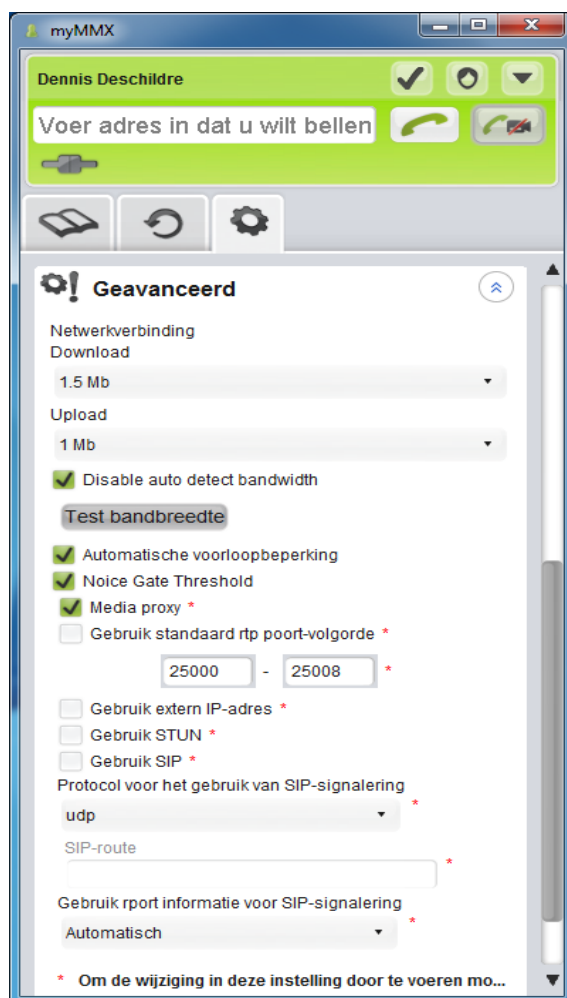 myMMX
Dennis Deschildre
Voer adres in dat u wilt bellen
Geavanceerd
Netwerkverbinding
Download
1.5 Mb
Upload
1 Mb
Disable auto detect bandwidth
Test bandbreedte
Automatische voorloopbeperking
Noice Gate Threshold
Media proxy *
Gebruik standaard rtp poort-volgorde *
25000 - 25008 *
Gebruik extern IP-adres *
Gebruik STUN *
Gebruik SIP *
Protocol voor het gebruik van SIP-signalering
udp *
SIP-route
*
Gebruik rport informatie voor SIP-signalering
Automatisch *
* Om de wijziging in deze instelling door te voeren mo...